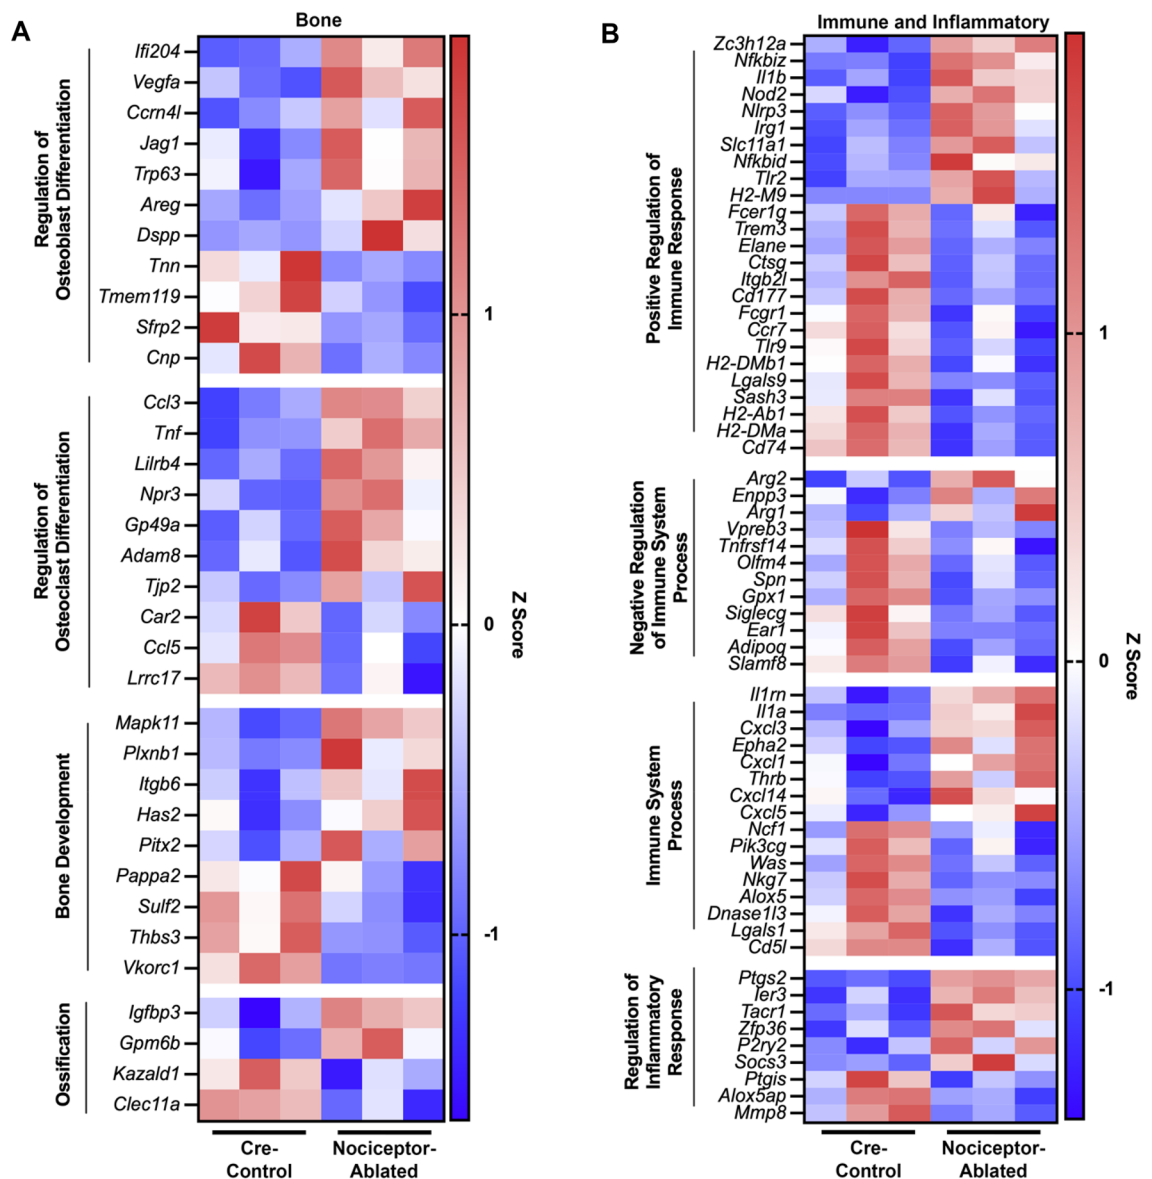 A
Bone
Regulation of
Osteoblast Differentiation
Ifi204
Vegfa
Ccrn4l
Jag1
Trp63
Areg
Dspp
Tnn
Tmem119
Sfrp2
Cnp
Regulation of
Osteoclast Differentiation
Ccl3
Tnf
Lilrb4
Npr3
Gp49a
Adam8
Tjp2
Car2
Ccl5
Lrrc17
Bone Development
Mapk11
Plxnb1
Itgb6
Has2
Pitx2
Pappa2
Sulf2
Thbs3
Vkorc1
Ossification
Igfbp3
Gpm6b
Kazald1
Clec11a
Cre-
Control
Nociceptor-
Ablated
1
0
-1
Z Score
B
Immune and Inflammatory
Positive Regulation of
Immune Response
Zc3h12a
Nfkbiz
Il1b
Nod2
Nlrp3
Irg1
Slc11a1
Nfkbid
Tlr2
H2-M9
Fcer1g
Trem3
Elane
Ctsg
Itgb2l
Cd177
Fcgr1
Ccr7
Tlr9
H2-DMb1
Lgals9
Sash3
H2-Ab1
H2-DMa
Cd74
Negative Regulation
of Immune System
Process
Arg2
Enpp3
Arg1
Vpreb3
Tnfrsf14
Olfm4
Spn
Gpx1
Siglecg
Ear1
Adipoq
Slamf8
Immune System
Process
Il1rn
Il1a
Cxcl3
Epha2
Cxcl1
Thrb
Cxcl14
Cxcl5
Ncf1
Pik3cg
Was
Nkg7
Alox5
Dnase1l3
Lgals1
Cd5l
Regulation of
Inflammatory
Response
Ptgs2
Ier3
Tacr1
Zfp36
P2ry2
Socs3
Ptgis
Alox5ap
Mmp8
Cre-
Control
Nociceptor-
Ablated
1
0
-1
Z Score